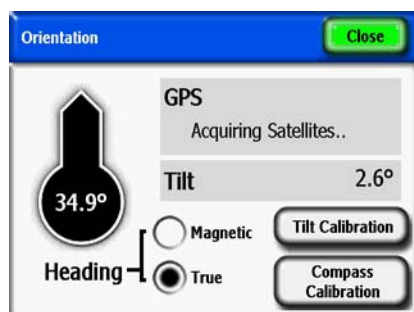 Orientation
Close
GPS
Acquiring Satellites..
Tilt
2.6°
34.9°
Heading
Magnetic
True
Tilt Calibration
Compass
Calibration